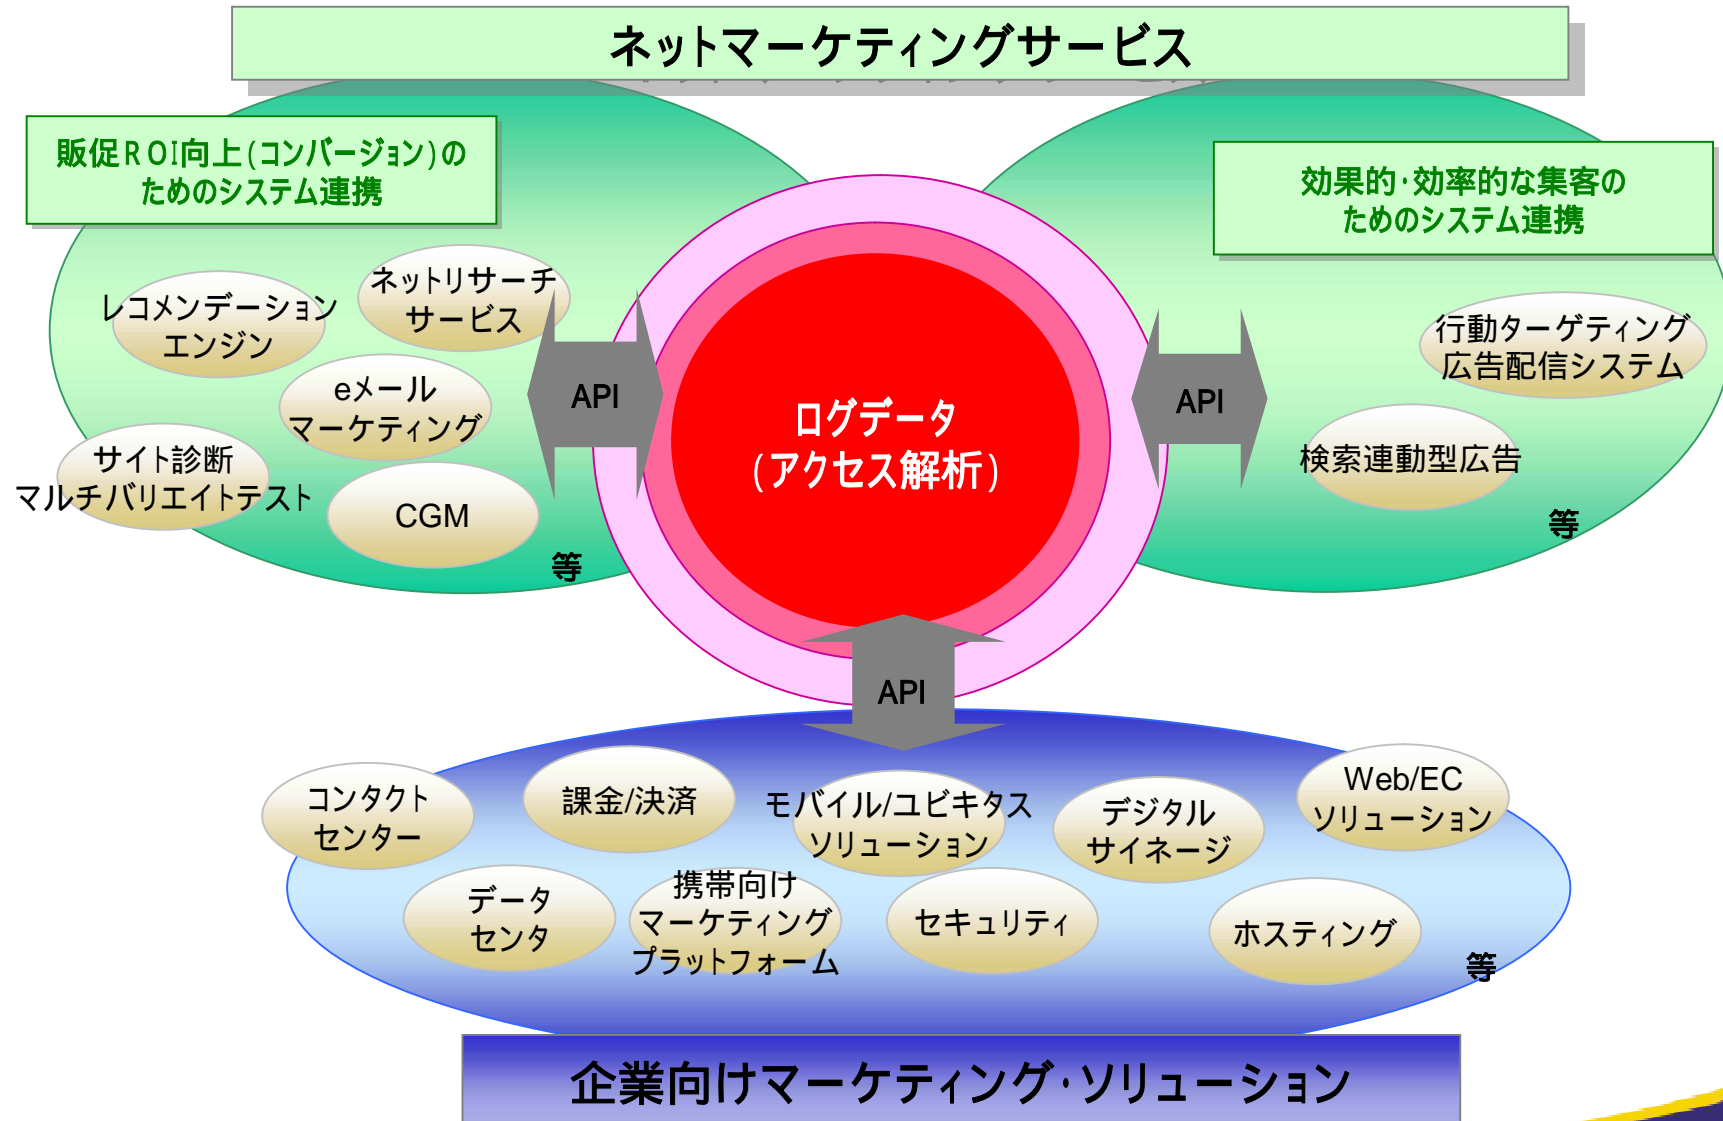 ネットマーケティングサービス
販促ROI向上(コンバージョン)の
ためのシステム連携
効果的･効率的な集客の
ためのシステム連携
レコメンデーション
エンジン
ネットリサーチ
サービス
eメール
マーケティング
サイト診断
マルチバリエイトテスト
CGM
等
API
ログデータ
(アクセス解析)
API
行動ターゲティング
広告配信システム
検索連動型広告
等
API
コンタクト
センター
課金/決済
モバイル/ユビキタス
ソリューション
デジタル
サイネージ
Web/EC
ソリューション
データ
センタ
携帯向け
マーケティング
プラットフォーム
セキュリティ
ホスティング
等
企業向けマーケティング･ソリューション